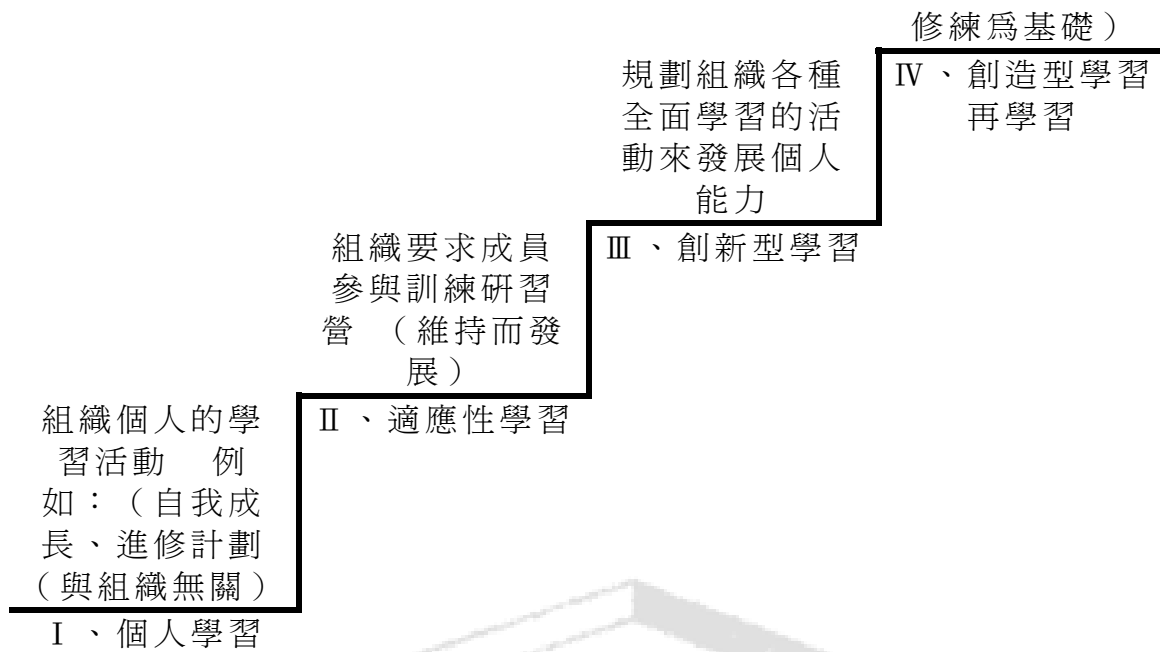 修練爲基礎）
規劃組織各種
全面學習的活
動來發展個人
能力
Ⅳ、創造型學習
再學習
組織要求成員
參與訓練研習
營 （維持而發
展）
Ⅲ、創新型學習
組織個人的學
習活動 例
如：（自我成
長、進修計劃
（與組織無關）
Ⅱ、適應性學習
Ⅰ、個人學習